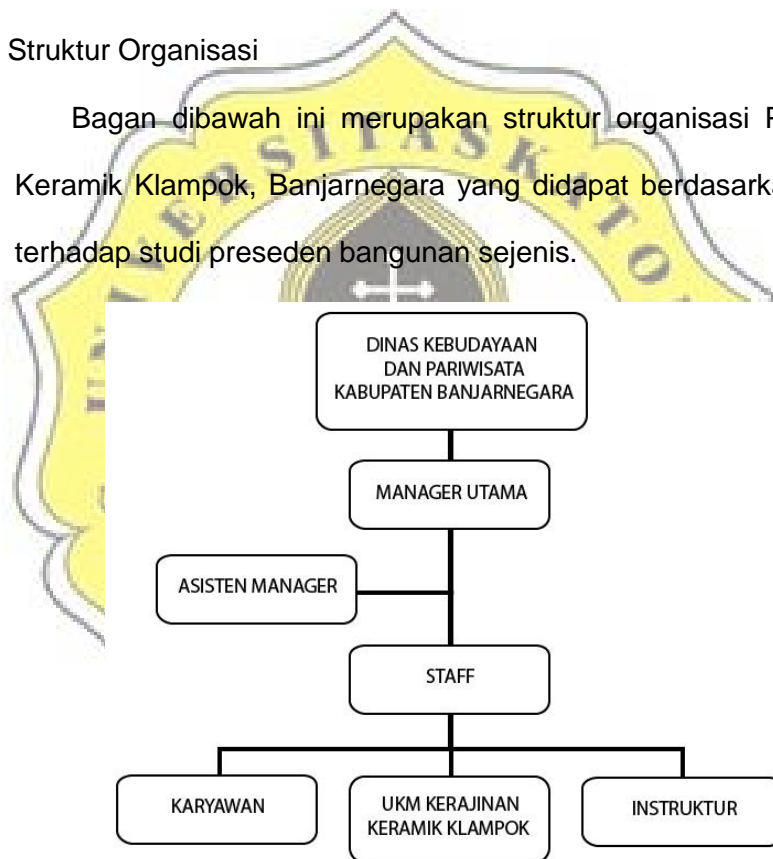 Struktur Organisasi
Bagan dibawah ini merupakan struktur organisasi
Keramik Klampok, Banjarnegara yang didapat
terhadap studi preseden bangunan sejenis.
DINAS KEBUDAYAAN
DAN PARIWISATA
KABUPATEN BANJARNEGARA
MANAGER UTAMA
ASISTEN MANAGER
STAFF
KARYAWAN
UKM KERAJINAN
KERAMIK KLAMPOK
INSTRUKTUR